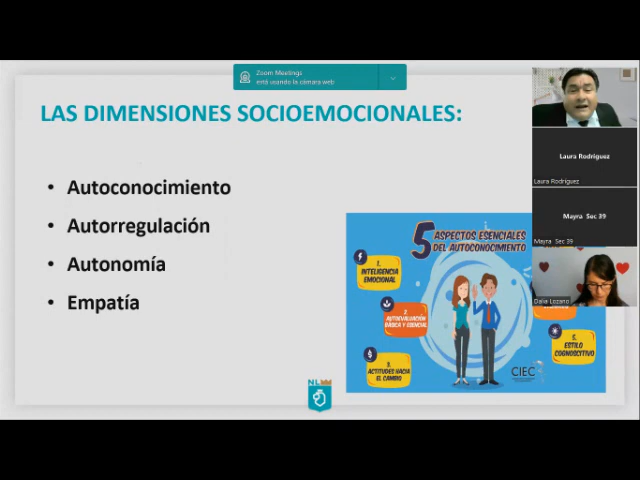 Zoom Meetings
está usando la cámara web
LAS DIMENSIONES SOCIOEMOCIONALES:
• Autoconocimiento
• Autorregulación
• Autonomía
• Empatía
5 ASPECTOS ESENCIALES
DEL AUTOCONOCIMIENTO
1.
INTELIGENCIA
EMOCIONAL
2.
AUTOEVALUACIÓN
BÁSICA Y ESENCIAL
3.
ACTITUDES HACIA
EL CAMBIO
5.
ESTILO
COGNOSCITIVO
CIEC
NL
Laura Rodriguez
Laura Rodriguez
Mayra Sec 39
Mayra Sec 39
Dalia Lozano